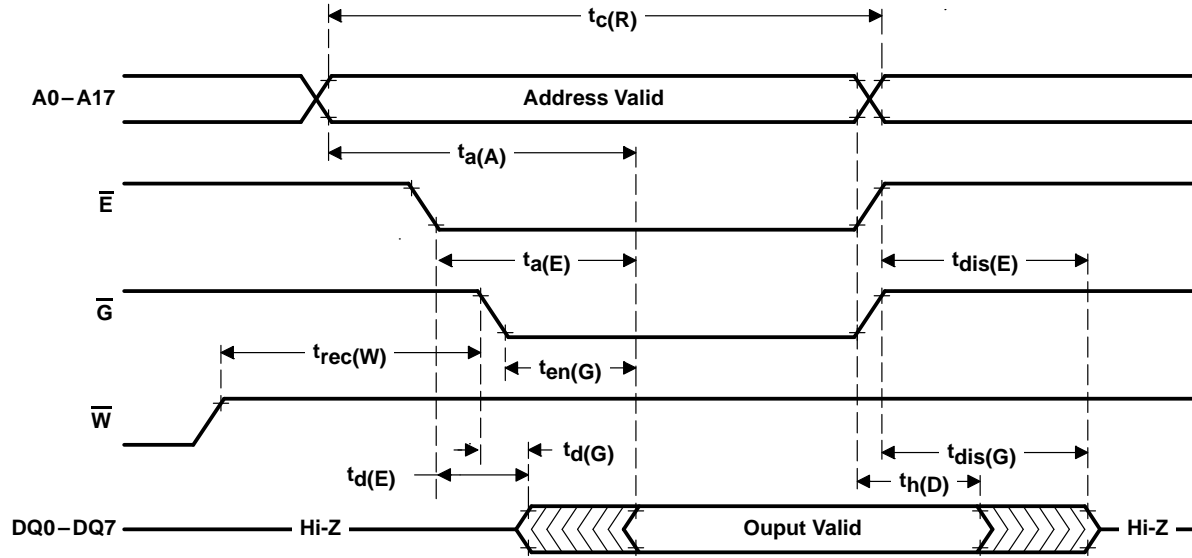 tc(R)
A0–A17
Address Valid
ta(A)
E̅
ta(E)
tdis(E)
G̅
trec(W)
ten(G)
W̅
td(G)
tdis(G)
td(E)
th(D)
DQ0–DQ7
Hi-Z
Ouput Valid
Hi-Z